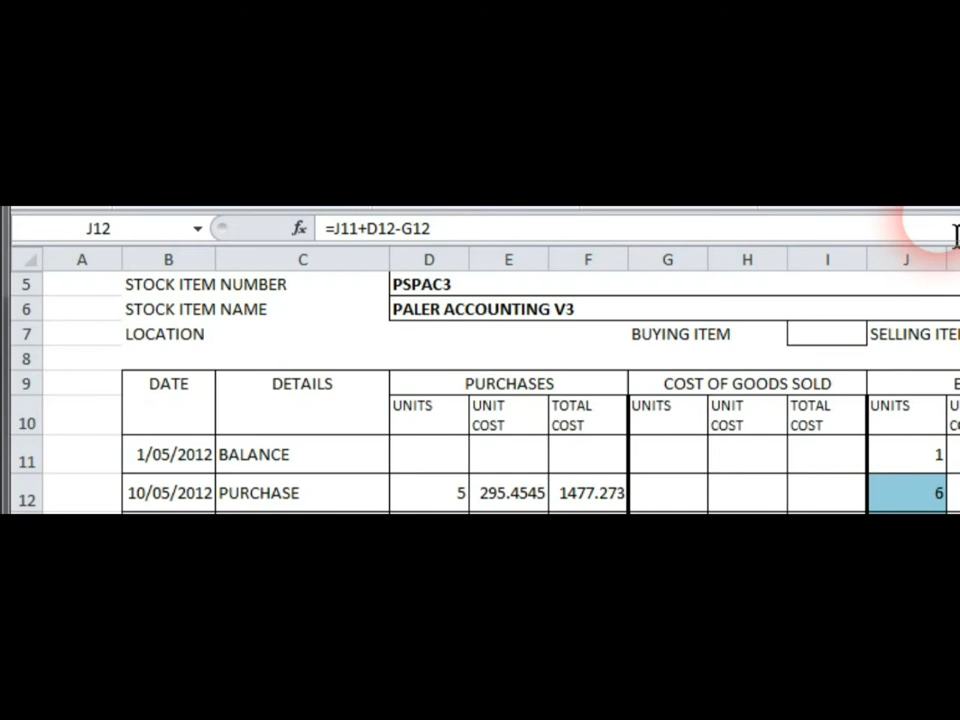 J12 fx =J11+D12-G12
A B C D E F G H I J
5 STOCK ITEM NUMBER PSPAC3
6 STOCK ITEM NAME PALER ACCOUNTING V3
7 LOCATION BUYING ITEM SELLING ITE
8
9 DATE DETAILS PURCHASES COST OF GOODS SOLD
UNITS UNIT TOTAL UNITS UNIT TOTAL UNITS
10 COST COST COST COST
11 1/05/2012 BALANCE 1
12 10/05/2012 PURCHASE 5 295.4545 1477.273 6